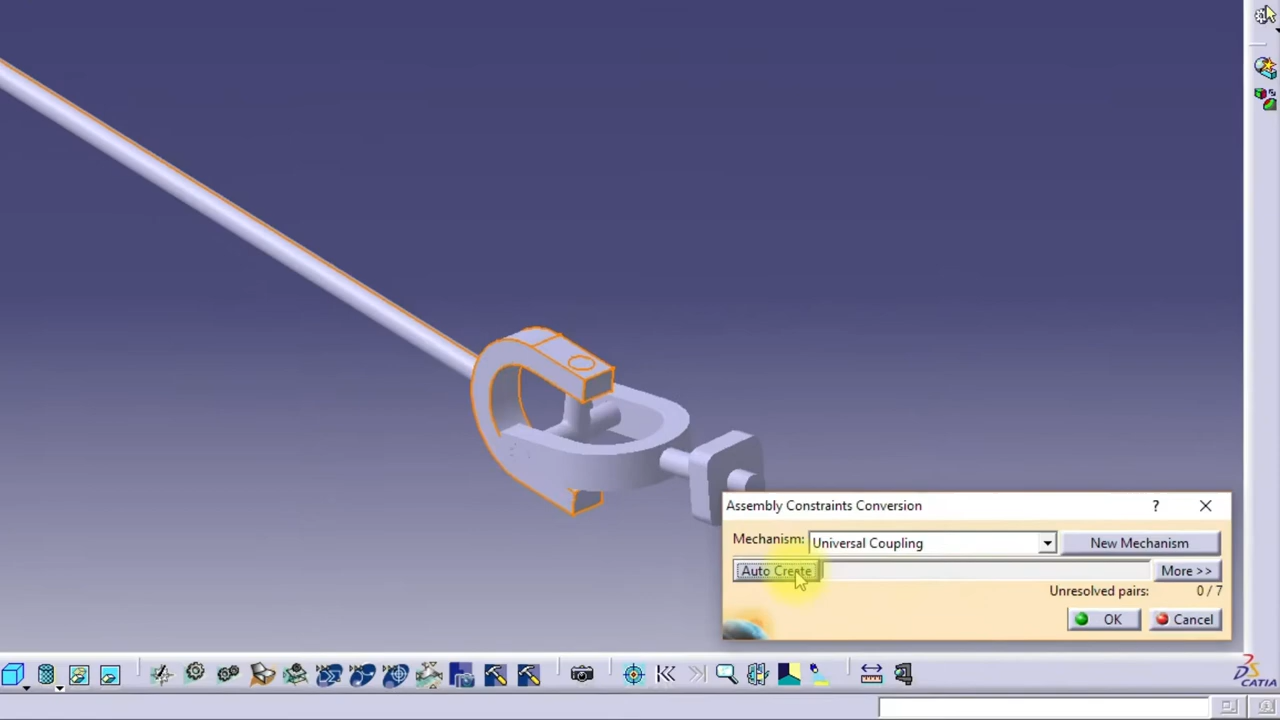 Assembly Constraints Conversion ?
Mechanism: Universal Coupling New Mechanism
Auto Create More >>
Unresolved pairs: 0 / 7
OK Cancel
CATIA